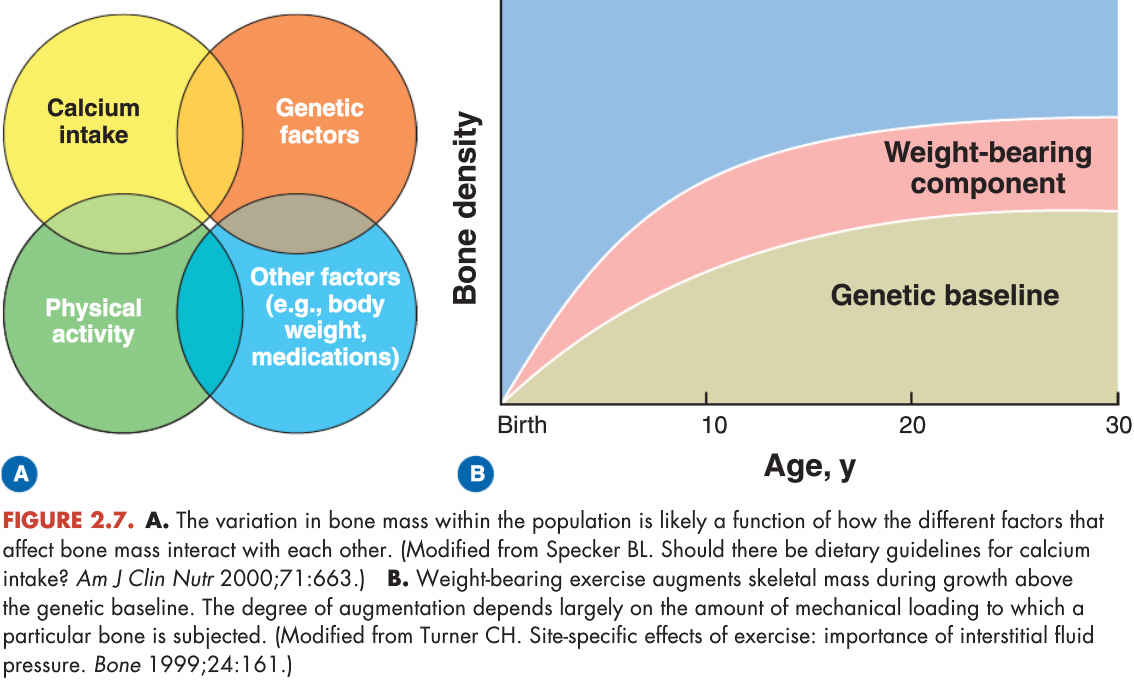 Calcium
intake
Genetic
factors
Physical
activity
Other factors
(e.g., body
weight,
medications)
A
Bone density
Weight-bearing
component
Genetic baseline
Birth
10
20
30
Age, y
B
FIGURE 2.7. A. The variation in bone mass within the population is likely a function of how the different factors that
affect bone mass interact with each other. (Modified from Specker BL. Should there be dietary guidelines for calcium
intake? Am J Clin Nutr 2000;71:663.) B. Weight-bearing exercise augments skeletal mass during growth above
the genetic baseline. The degree of augmentation depends largely on the amount of mechanical loading to which a
particular bone is subjected. (Modified from Turner CH. Site-specific effects of exercise: importance of interstitial fluid
pressure. Bone 1999;24:161.)